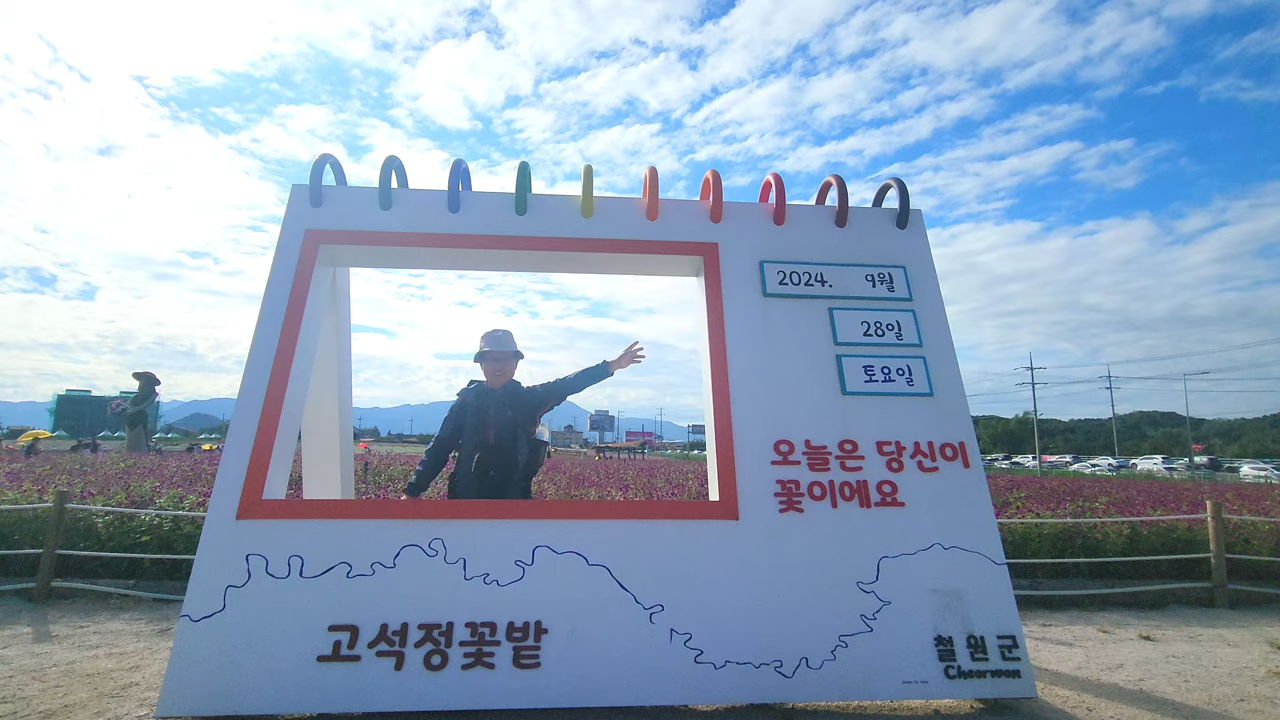 2024. 9월
28일
토요일
오늘은 당신이
꽃이에요
고석정꽃밭
철원군
Cheorwon